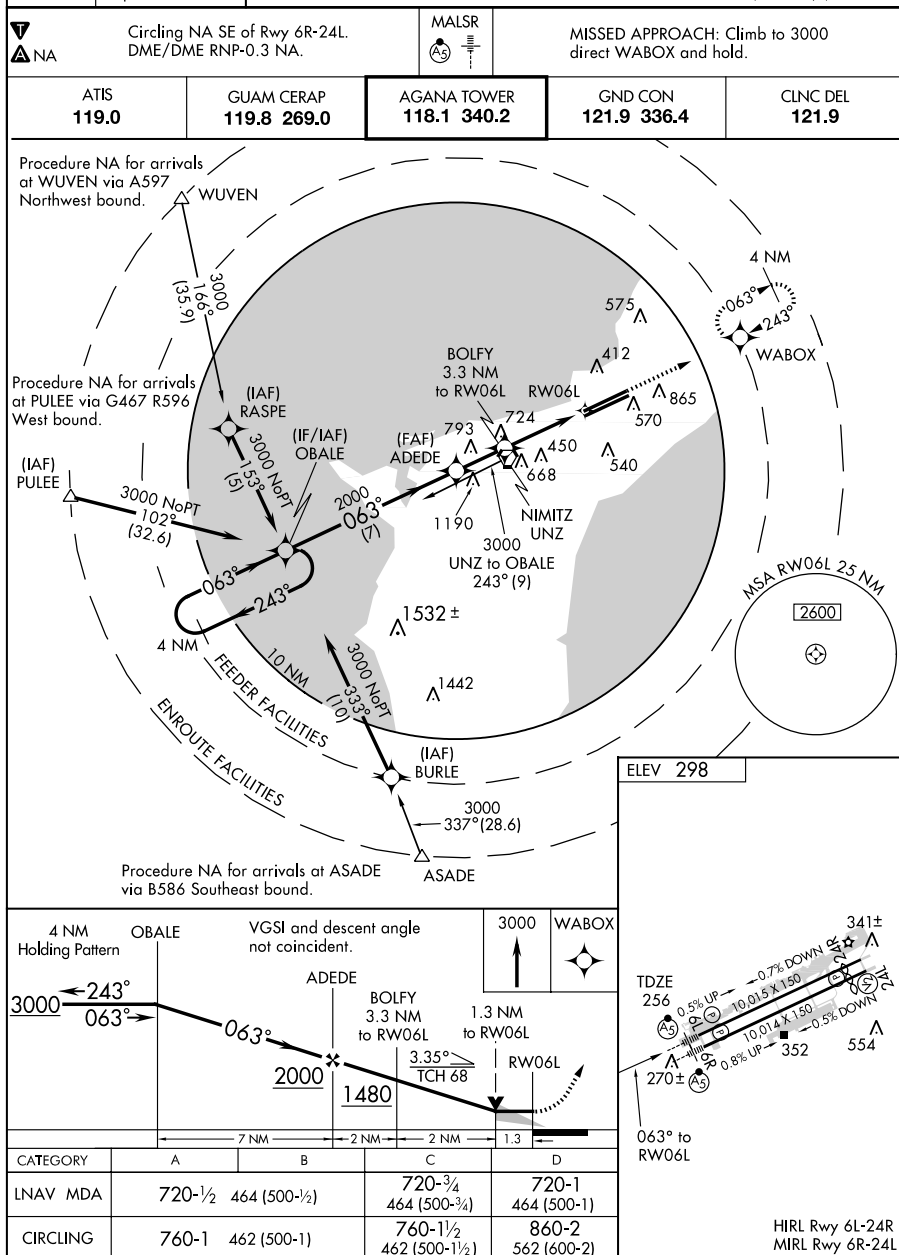 T
A NA
Circling NA SE of Rwy 6R-24L.
DME/DME RNP-0.3 NA.
MALSR
A5
MISSED APPROACH: Climb to 3000
direct WABOX and hold.
ATIS
119.0
GUAM CERAP
119.8 269.0
AGANA TOWER
118.1 340.2
GND CON
121.9 336.4
CLNC DEL
121.9
Procedure NA for arrivals
at WUVEN via A597
Northwest bound.
WUVEN
3000
166°
(35.9)
4 NM
063°
243°
WABOX
575
412
BOLFY
3.3 NM
to RW06L
RW06L
865
570
Procedure NA for arrivals
at PULEE via G467 R596
West bound.
(IAF)
RASPE
(IF/IAF)
OBALE
(FAF)
ADEDE
793
724
450
668
540
3000 NoPT
153°
(5)
(IAF)
PULEE
3000 NoPT
102°
(32.6)
2000
063°
(7)
1190
NIMITZ
UNZ
3000
UNZ to OBALE
243° (9)
063°
243°
4 NM
1532 ±
1442
10 NM
FEEDER FACILITIES
ENROUTE FACILITIES
3000 NoPT
333°
(10)
(IAF)
BURLE
3000
337° (28.6)
ASADE
MSA RW06L 25 NM
2600
Procedure NA for arrivals at ASADE
via B586 Southeast bound.
ELEV 298
4 NM
Holding Pattern
OBALE
VGSI and descent angle
not coincident.
3000
WABOX
ADEDE
BOLFY
3.3 NM
to RW06L
1.3 NM
to RW06L
RW06L
3000
243°
063°
063°
2000
1480
3.35°
TCH 68
7 NM
2 NM
2 NM
1.3
341±
24R
24L
TDZE
256
0.5% UP
0.7% DOWN
10,015 X 150
10,014 X 150
0.8% UP
0.5% DOWN
P
P
A5
A5
A5
6L
6R
352
554
270±
063° to
RW06L
HIRL Rwy 6L-24R
MIRL Rwy 6R-24L
CATEGORY
A
B
C
D
LNAV MDA
720-½ 464 (500-½)
720-¾
464 (500-¾)
720-1
464 (500-1)
CIRCLING
760-1 462 (500-1)
760-1½
462 (500-1½)
860-2
562 (600-2)